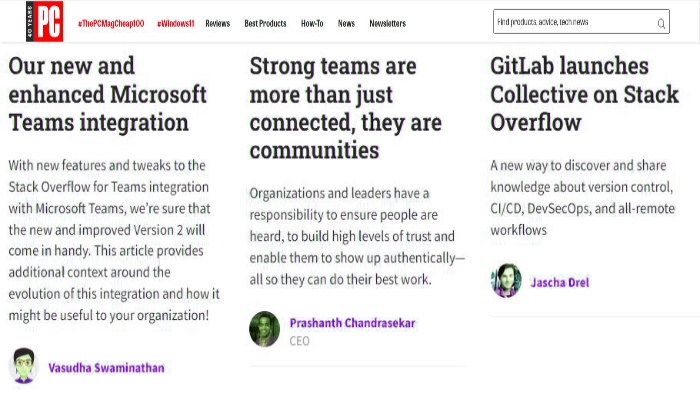 40 YEARS
PC
#ThePCMagCheap100 #Windows11 Reviews Best Products How-To News Newsletters
Find products, advice, tech news
Our new and
enhanced Microsoft
Teams integration
With new features and tweaks to the
Stack Overflow for Teams integration
with Microsoft Teams, we're sure that
the new and improved Version 2 will
come in handy. This article provides
additional context around the
evolution of this integration and how it
might be useful to your organization!
Vasudha Swaminathan
Strong teams are
more than just
connected, they are
communities
Organizations and leaders have a
responsibility to ensure people are
heard, to build high levels of trust and
enable them to show up authentically—
all so they can do their best work.
Prashanth Chandrasekar
CEO
GitLab launches
Collective on Stack
Overflow
A new way to discover and share
knowledge about version control,
CI/CD, DevSecOps, and all-remote
workflows
Jascha Drel